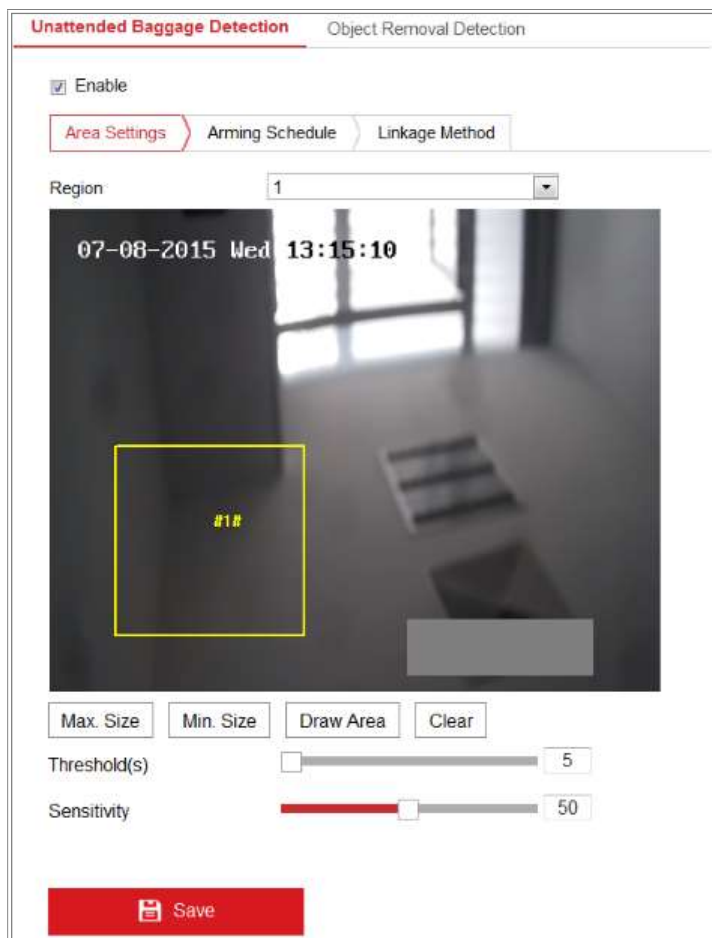 Unattended Baggage Detection Object Removal Detection
Enable
Area Settings Arming Schedule Linkage Method
Region 1
07-08-2015 Wed 13:15:10
#1#
Max. Size Min. Size Draw Area Clear
Threshold(s) 5
Sensitivity 50
Save